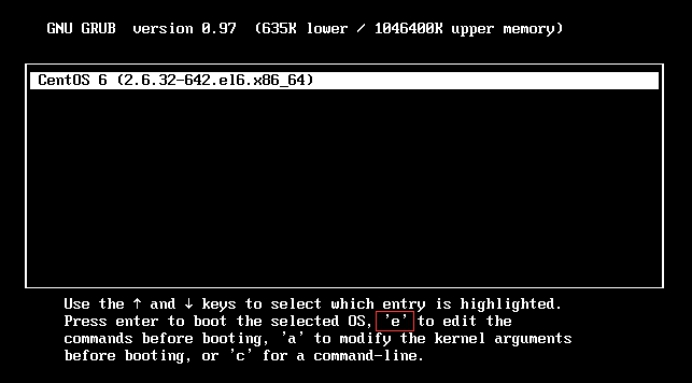 GNU GRUB  version 0.97  (635K lower / 1046400K upper memory)
CentOS 6 (2.6.32-642.el6.x86_64)
Use the ↑ and ↓ keys to select which entry is highlighted.
Press enter to boot the selected OS, 'e' to edit the
commands before booting, 'a' to modify the kernel arguments
before booting, or 'c' for a command-line.